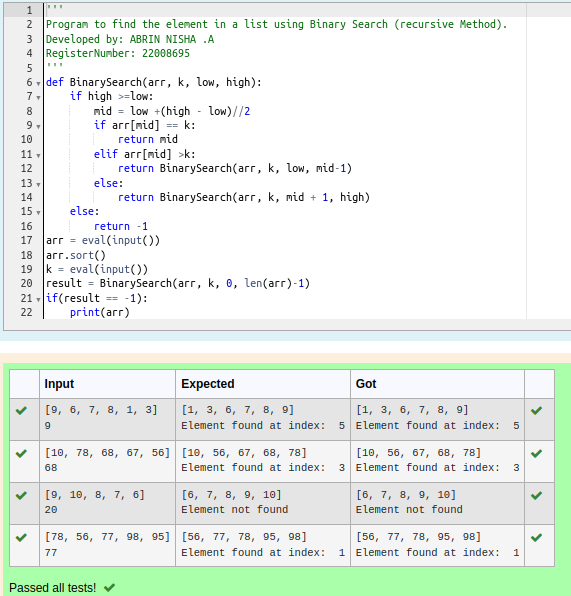 1 '''
2 Program to find the element in a list using Binary Search (recursive Method).
3 Developed by: ABRIN NISHA .A
4 RegisterNumber: 22008695
5 '''
6 def BinarySearch(arr, k, low, high):
7     if high >=low:
8         mid = low +(high - low)//2
9         if arr[mid] == k:
10             return mid
11         elif arr[mid] >k:
12             return BinarySearch(arr, k, low, mid-1)
13         else:
14             return BinarySearch(arr, k, mid + 1, high)
15     else:
16         return -1
17 arr = eval(input())
18 arr.sort()
19 k = eval(input())
20 result = BinarySearch(arr, k, 0, len(arr)-1)
21 if(result == -1):
22     print(arr)
Input Expected Got
[9, 6, 7, 8, 1, 3] [1, 3, 6, 7, 8, 9] [1, 3, 6, 7, 8, 9]
9 Element found at index:  5 Element found at index:  5
[10, 78, 68, 67, 56] [10, 56, 67, 68, 78] [10, 56, 67, 68, 78]
68 Element found at index:  3 Element found at index:  3
[9, 10, 8, 7, 6] [6, 7, 8, 9, 10] [6, 7, 8, 9, 10]
20 Element not found Element not found
[78, 56, 77, 98, 95] [56, 77, 78, 95, 98] [56, 77, 78, 95, 98]
77 Element found at index:  1 Element found at index:  1
Passed all tests!